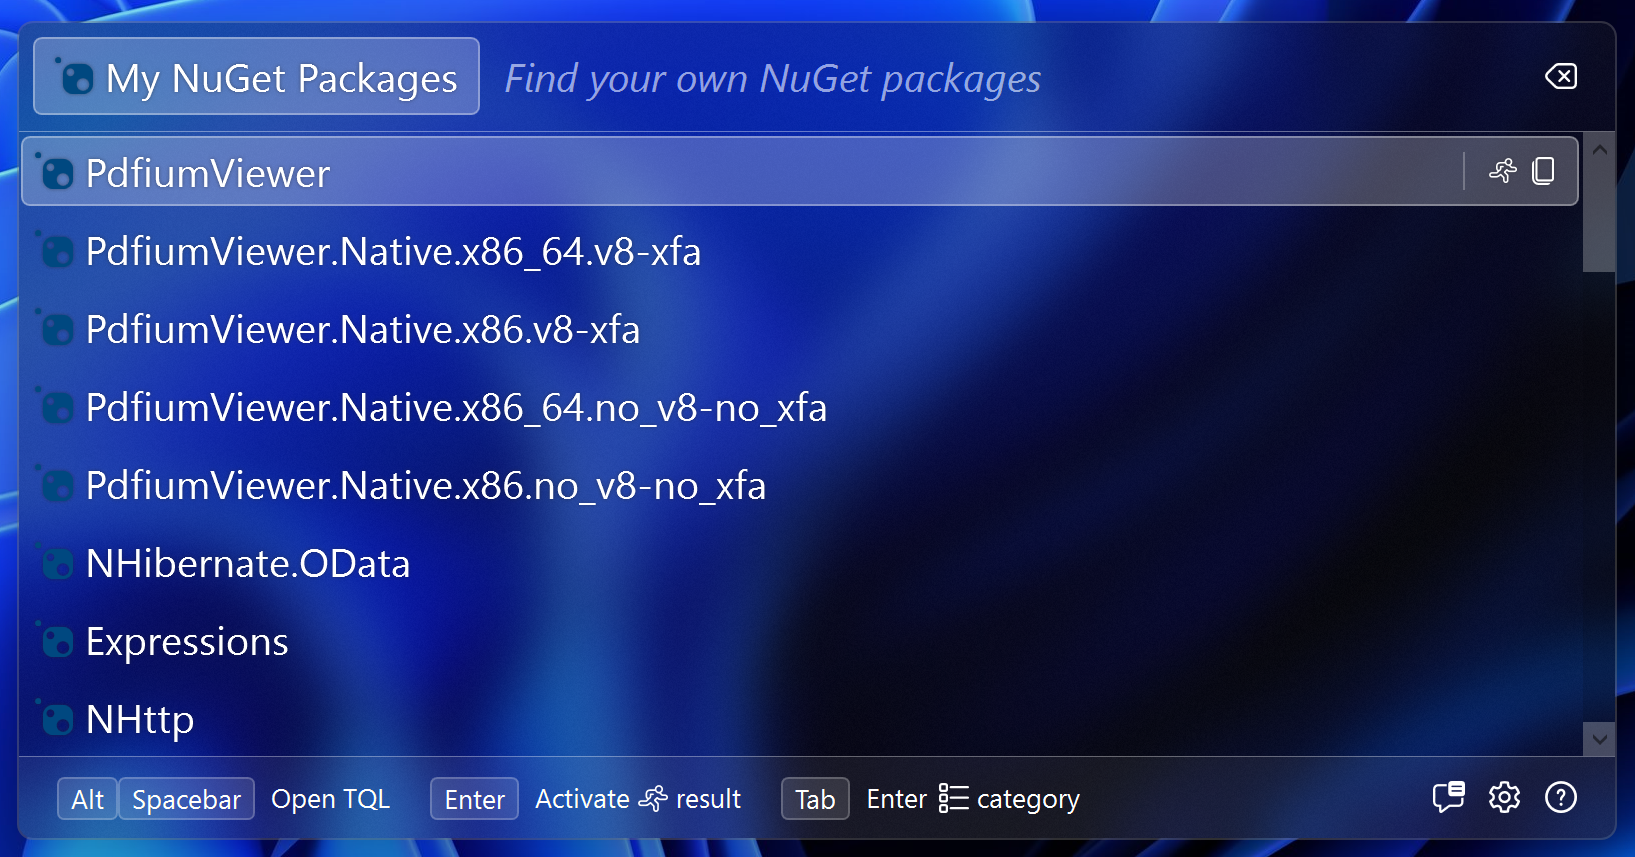 My NuGet Packages Find your own NuGet packages
PdfiumViewer
PdfiumViewer.Native.x86_64.v8-xfa
PdfiumViewer.Native.x86.v8-xfa
PdfiumViewer.Native.x86_64.no_v8-no_xfa
PdfiumViewer.Native.x86.no_v8-no_xfa
NHibernate.OData
Expressions
NHttp
Alt Spacebar Open TQL Enter Activate result Tab Enter category